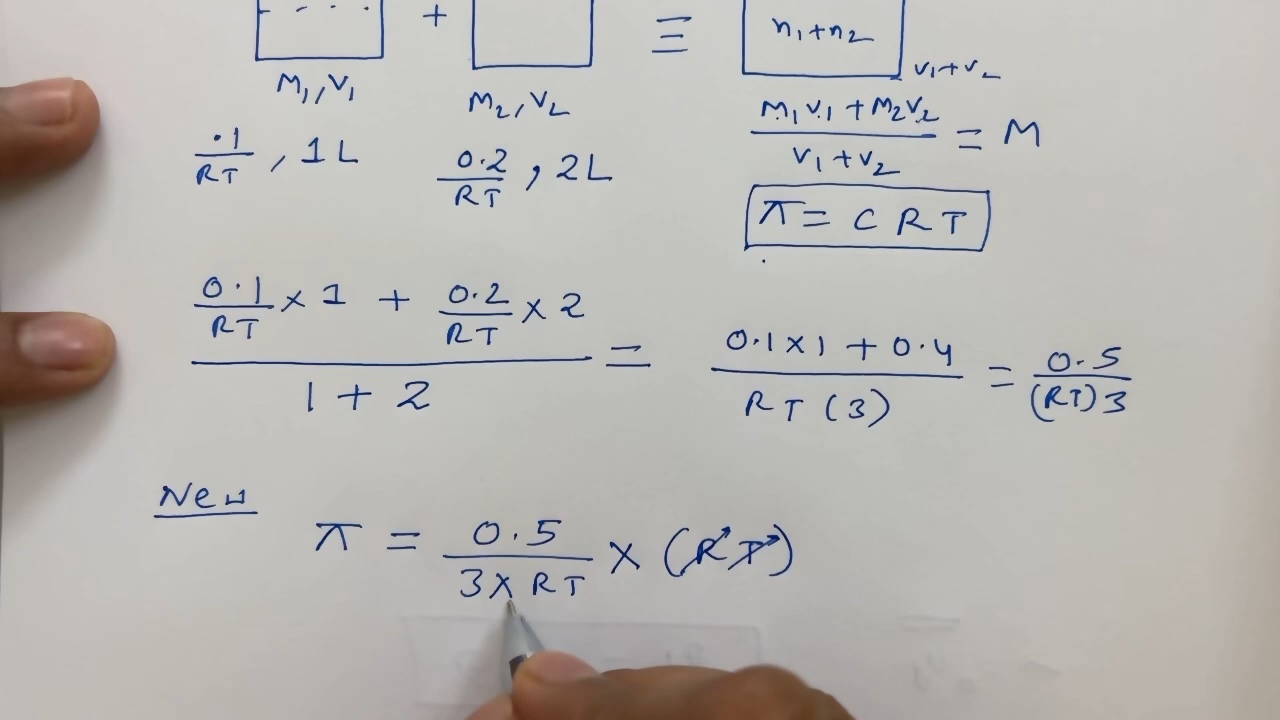 + ≡ n₁+n₂
M₁,V₁ M₂,V₂ V₁+V₂
.1/RT , 1L 0.2/RT , 2L (M₁V₁+M₂V₂)/(V₁+V₂) = M
π = C R T
(0.1/RT × 1 + 0.2/RT × 2)/(1+2) = (0.1×1+0.4)/(RT(3)) = 0.5/((RT)3)
New
π = 0.5/(3×RT) × (RT)